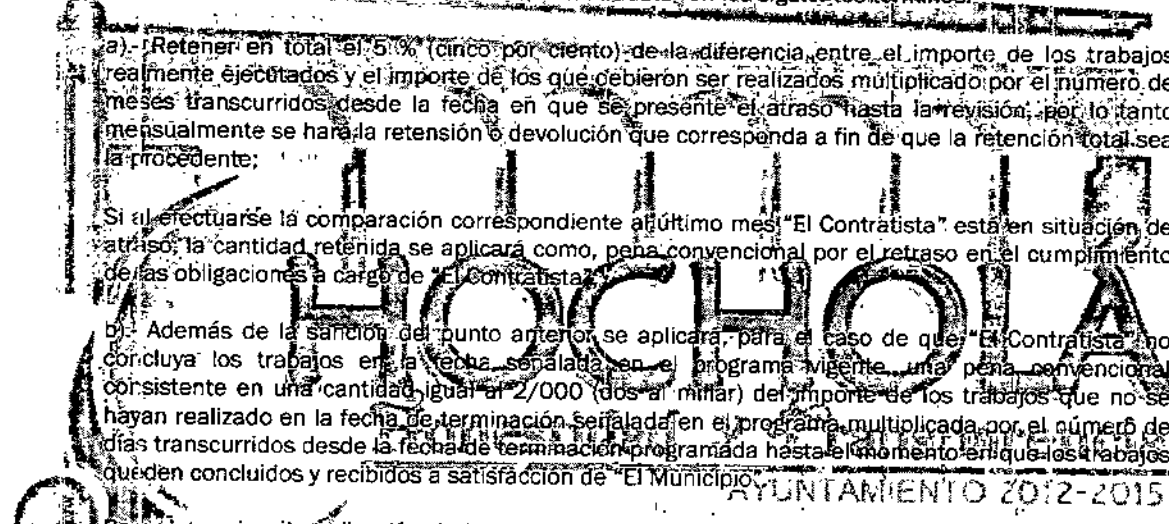 a).- Retener en total el 5 % (cinco por ciento) de la diferencia entre el importe de los trabajos
realmente ejecutados y el importe de los que debieron ser realizados multiplicado por el número de
meses transcurridos desde la fecha en que se presente el atraso hasta la revisión, por lo tanto
mensualmente se hará la retensión o devolución que corresponda a fin de que la retención total sea
la procedente;
Si al efectuarse la comparación correspondiente al último mes "El Contratista" está en situación de
atraso, la cantidad retenida se aplicará como, pena convencional por el retraso en el cumplimiento
de las obligaciones a cargo de "El Contratista"
HOCHOLA
b).- Además de la sanción del punto anterior se aplicará, para el caso de que "El Contratista" no
concluya los trabajos en la fecha señalada en el programa vigente una pena convencional
consistente en una cantidad igual al 2/000 (dos al millar) del importe de los trabajos que no se
hayan realizado en la fecha de terminación señalada en el programa multiplicada por el número de
días transcurridos desde la fecha de terminación programada hasta el momento en que los trabajos
queden concluidos y recibidos a satisfacción de "El Municipio
AYUNTAMIENTO 2012-2015